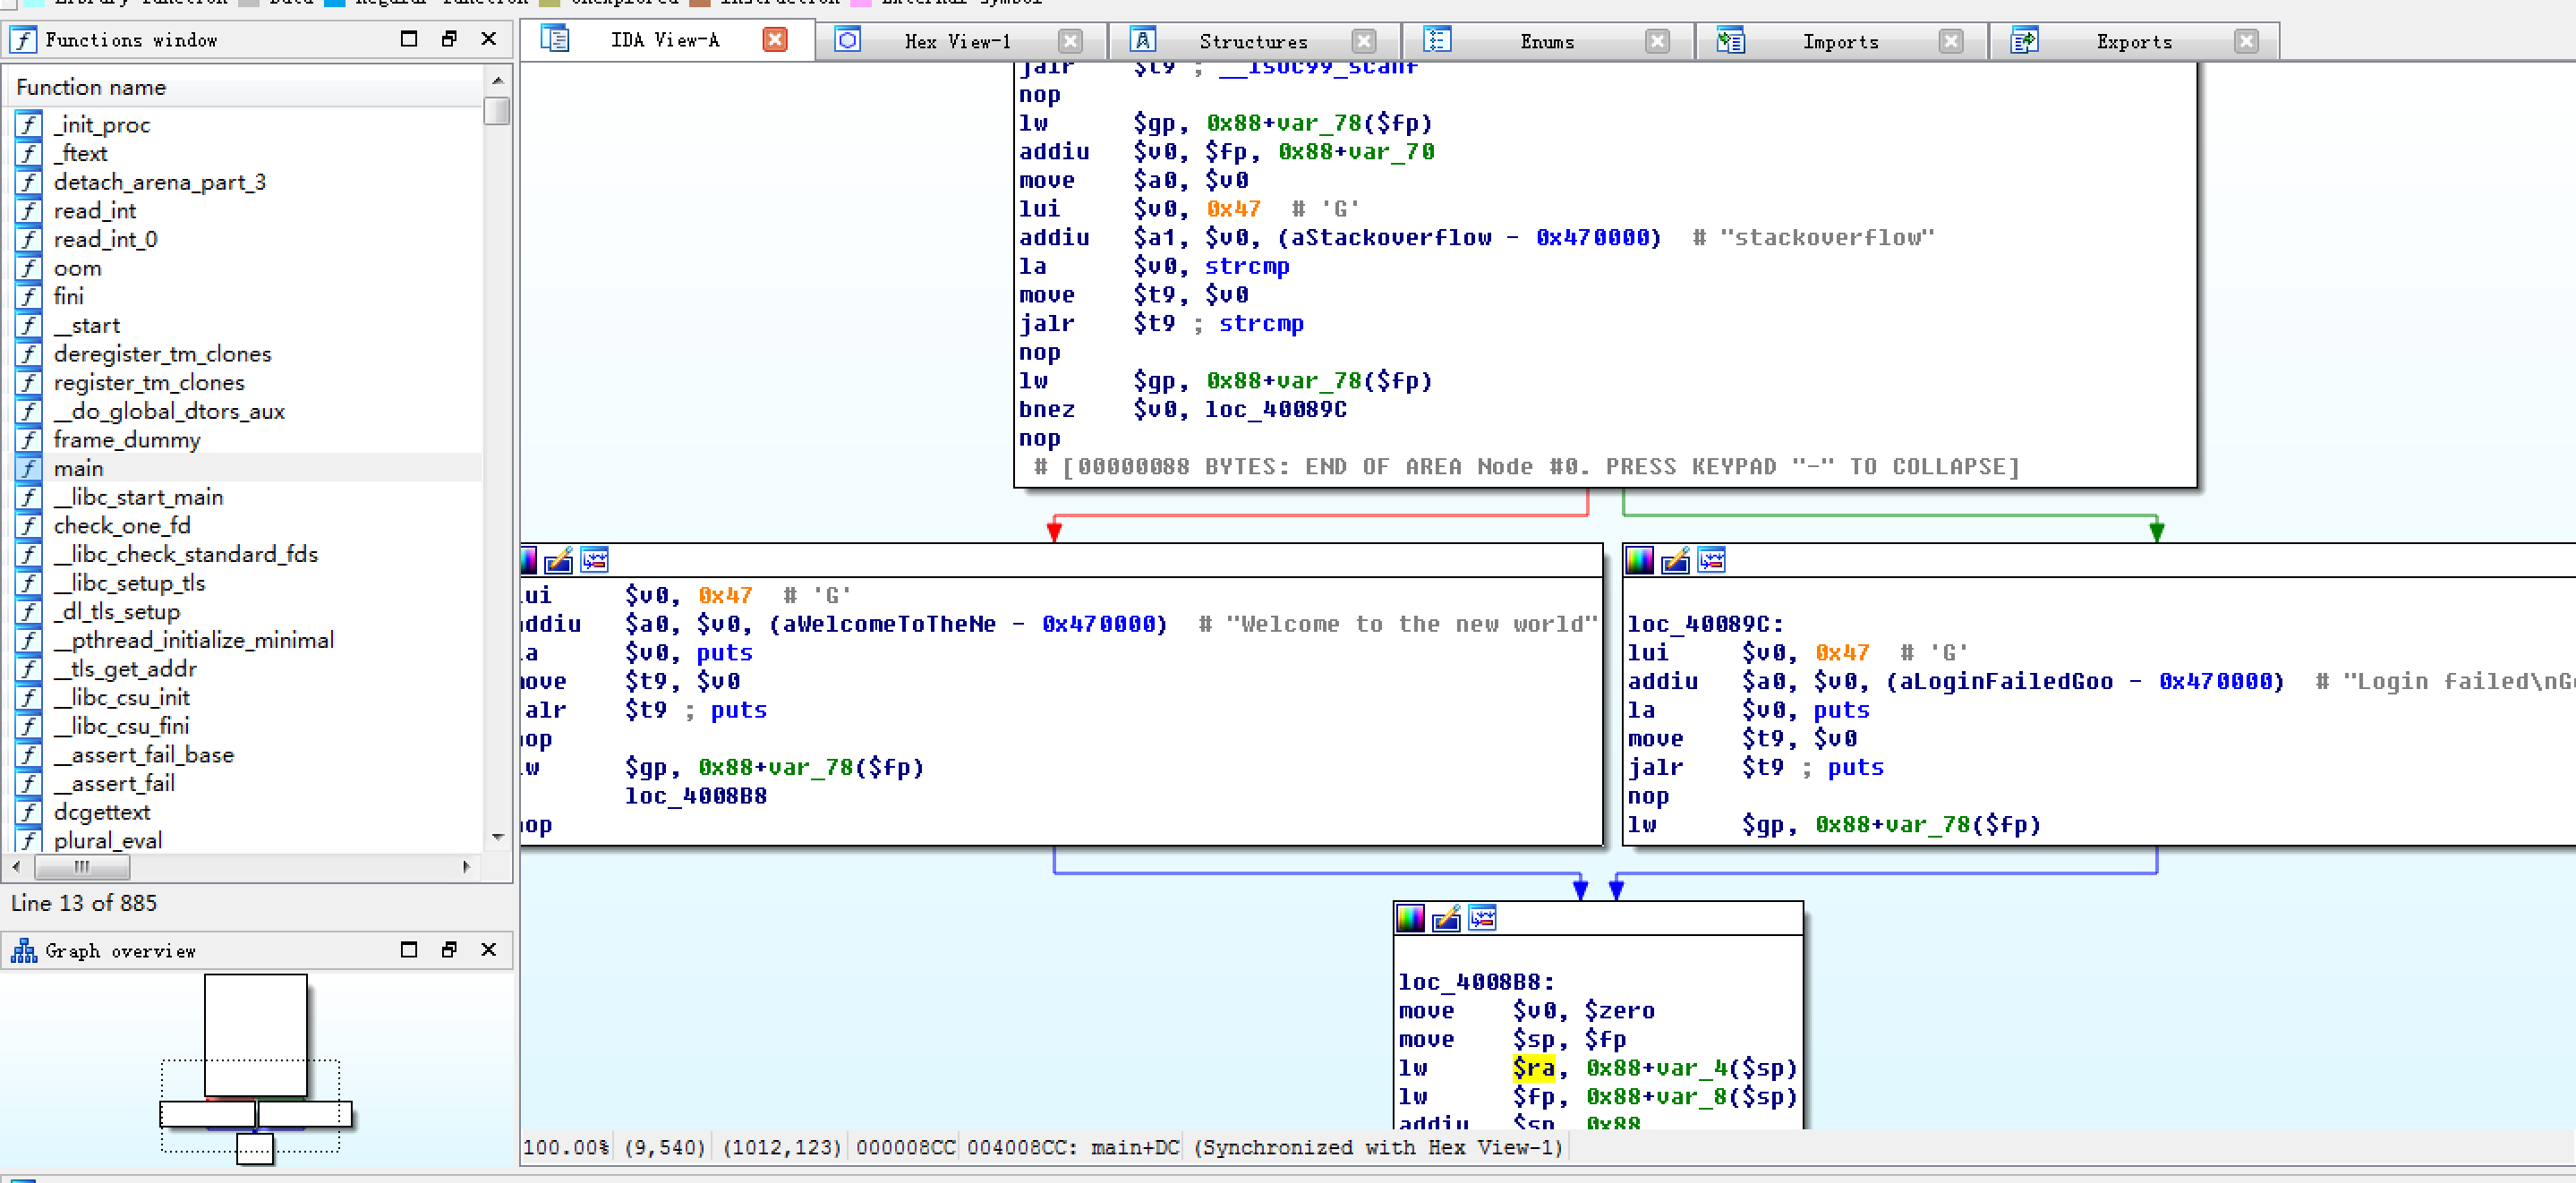 Library function Data Regular function Unexplored Instruction External symbol
Functions window
Function name
_init_proc
_ftext
detach_arena_part_3
read_int
read_int_0
oom
fini
__start
deregister_tm_clones
register_tm_clones
__do_global_dtors_aux
frame_dummy
main
__libc_start_main
check_one_fd
__libc_check_standard_fds
__libc_setup_tls
_dl_tls_setup
__pthread_initialize_minimal
__tls_get_addr
__libc_csu_init
__libc_csu_fini
__assert_fail_base
__assert_fail
dcgettext
plural_eval
Line 13 of 885
Graph overview
IDA View-A Hex View-1 Structures Enums Imports Exports
jalr $t9 ; __isoc99_scanf
nop
lw $gp, 0x88+var_78($fp)
addiu $v0, $fp, 0x88+var_70
move $a0, $v0
lui $v0, 0x47 # 'G'
addiu $a1, $v0, (aStackoverflow - 0x470000) # "stackoverflow"
la $v0, strcmp
move $t9, $v0
jalr $t9 ; strcmp
nop
lw $gp, 0x88+var_78($fp)
bnez $v0, loc_40089C
nop
# [00000088 BYTES: END OF AREA Node #0. PRESS KEYPAD "-" TO COLLAPSE]
ui $v0, 0x47 # 'G'
ddiu $a0, $v0, (aWelcomeToTheNe - 0x470000) # "Welcome to the new world"
a $v0, puts
ove $t9, $v0
alr $t9 ; puts
op
w $gp, 0x88+var_78($fp)
loc_4008B8
op
loc_40089C:
lui $v0, 0x47 # 'G'
addiu $a0, $v0, (aLoginFailedGoo - 0x470000) # "Login failed\nG
la $v0, puts
move $t9, $v0
jalr $t9 ; puts
nop
lw $gp, 0x88+var_78($fp)
loc_4008B8:
move $v0, $zero
move $sp, $fp
lw $ra, 0x88+var_4($sp)
lw $fp, 0x88+var_8($sp)
addiu $sp, 0x88
100.00% (9,540) (1012,123) 000008CC 004008CC: main+DC (Synchronized with Hex View-1)